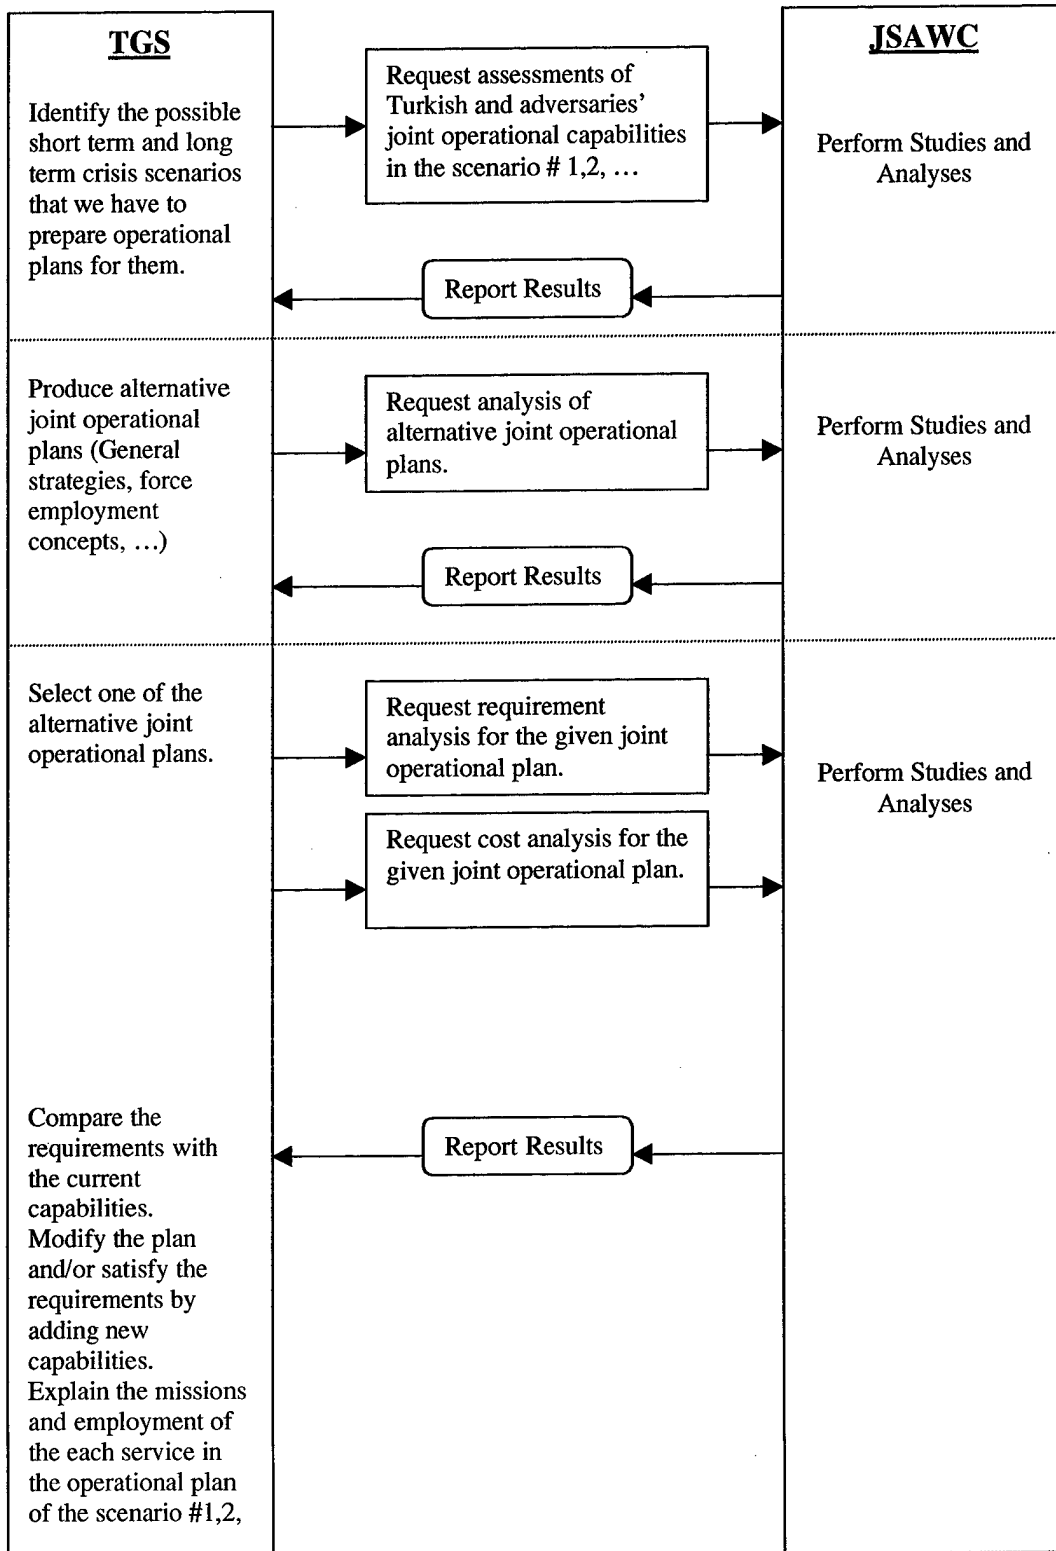 TGS
Identify the possible
short term and long
term crisis scenarios
that we have to
prepare operational
plans for them.
Request assessments of
Turkish and adversaries’
joint operational capabilities
in the scenario # 1,2, …
JSAWC
Perform Studies and
Analyses
Report Results
Produce alternative
joint operational
plans (General
strategies, force
employment
concepts, …)
Request analysis of
alternative joint operational
plans.
Perform Studies and
Analyses
Report Results
Select one of the
alternative joint
operational plans.
Request requirement
analysis for the given joint
operational plan.
Request cost analysis for the
given joint operational plan.
Perform Studies and
Analyses
Report Results
Compare the
requirements with
the current
capabilities.
Modify the plan
and/or satisfy the
requirements by
adding new
capabilities.
Explain the missions
and employment of
the each service in
the operational plan
of the scenario #1,2,